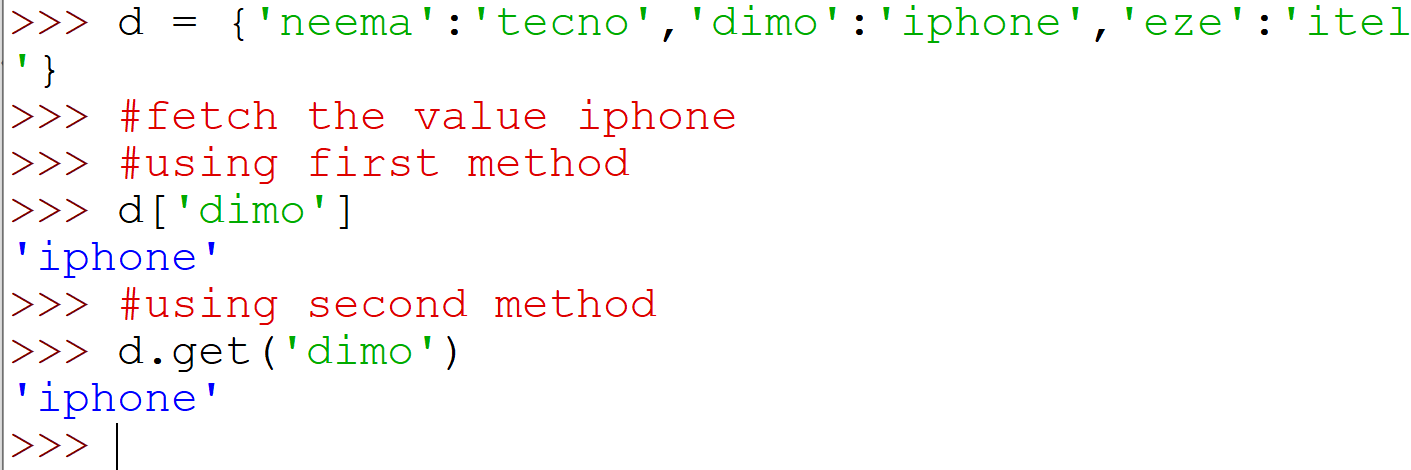 >>> d = {'neema':'tecno','dimo':'iphone','eze':'itel
'}
>>> #fetch the value iphone
>>> #using first method
>>> d['dimo']
'iphone'
>>> #using second method
>>> d.get('dimo')
'iphone'
>>>